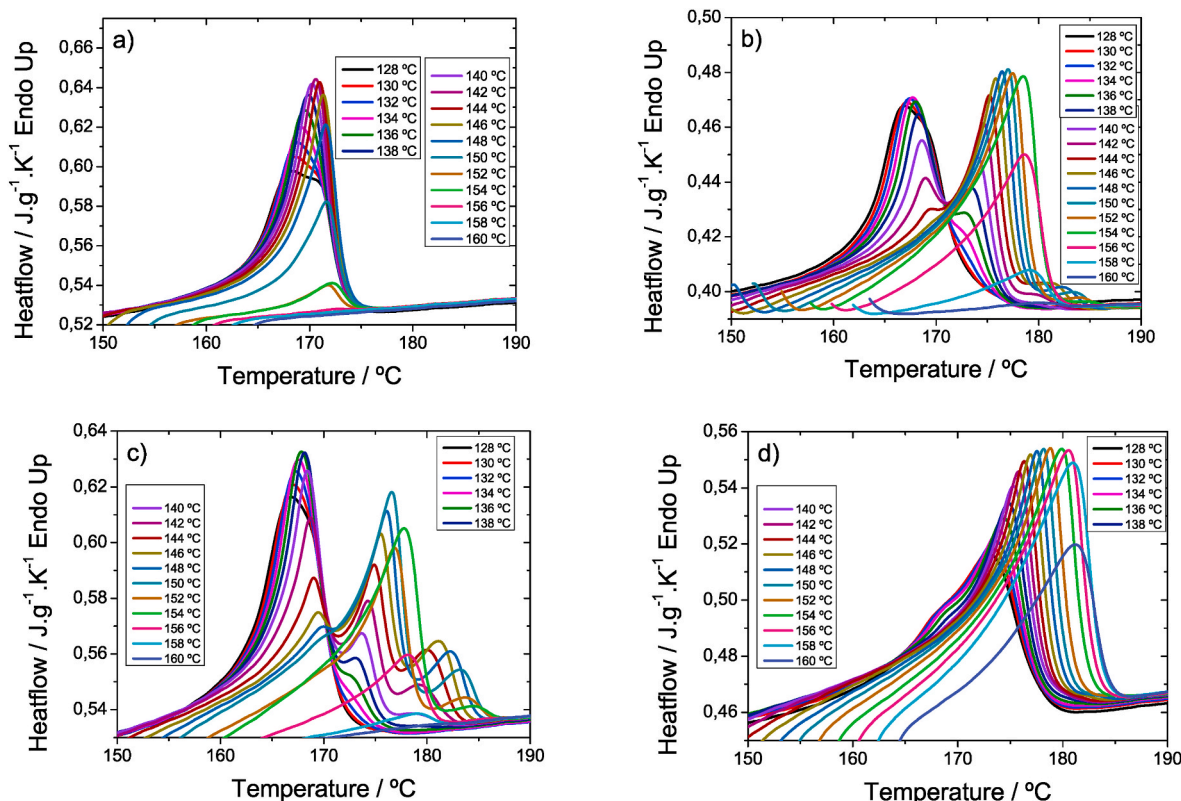 a)
Heatflow / J.g⁻¹.K⁻¹ Endo Up
0,66
0,64
0,62
0,60
0,58
0,56
0,54
0,52
150 160 170 180 190
Temperature / ºC
128 ºC
130 ºC
132 ºC
134 ºC
136 ºC
138 ºC
140 ºC
142 ºC
144 ºC
146 ºC
148 ºC
150 ºC
152 ºC
154 ºC
156 ºC
158 ºC
160 ºC
b)
Heatflow / J.g⁻¹.K⁻¹ Endo Up
0,50
0,48
0,46
0,44
0,42
0,40
150 160 170 180 190
Temperature / ºC
128 ºC
130 ºC
132 ºC
134 ºC
136 ºC
138 ºC
140 ºC
142 ºC
144 ºC
146 ºC
148 ºC
150 ºC
152 ºC
154 ºC
156 ºC
158 ºC
160 ºC
c)
Heatflow / J.g⁻¹.K⁻¹ Endo Up
0,64
0,62
0,60
0,58
0,56
0,54
150 160 170 180 190
Temperature / ºC
128 ºC
130 ºC
132 ºC
134 ºC
136 ºC
138 ºC
140 ºC
142 ºC
144 ºC
146 ºC
148 ºC
150 ºC
152 ºC
154 ºC
156 ºC
158 ºC
160 ºC
d)
Heatflow / J.g⁻¹.K⁻¹ Endo Up
0,56
0,54
0,52
0,50
0,48
0,46
150 160 170 180 190
Temperature / ºC
128 ºC
130 ºC
132 ºC
134 ºC
136 ºC
138 ºC
140 ºC
142 ºC
144 ºC
146 ºC
148 ºC
150 ºC
152 ºC
154 ºC
156 ºC
158 ºC
160 ºC